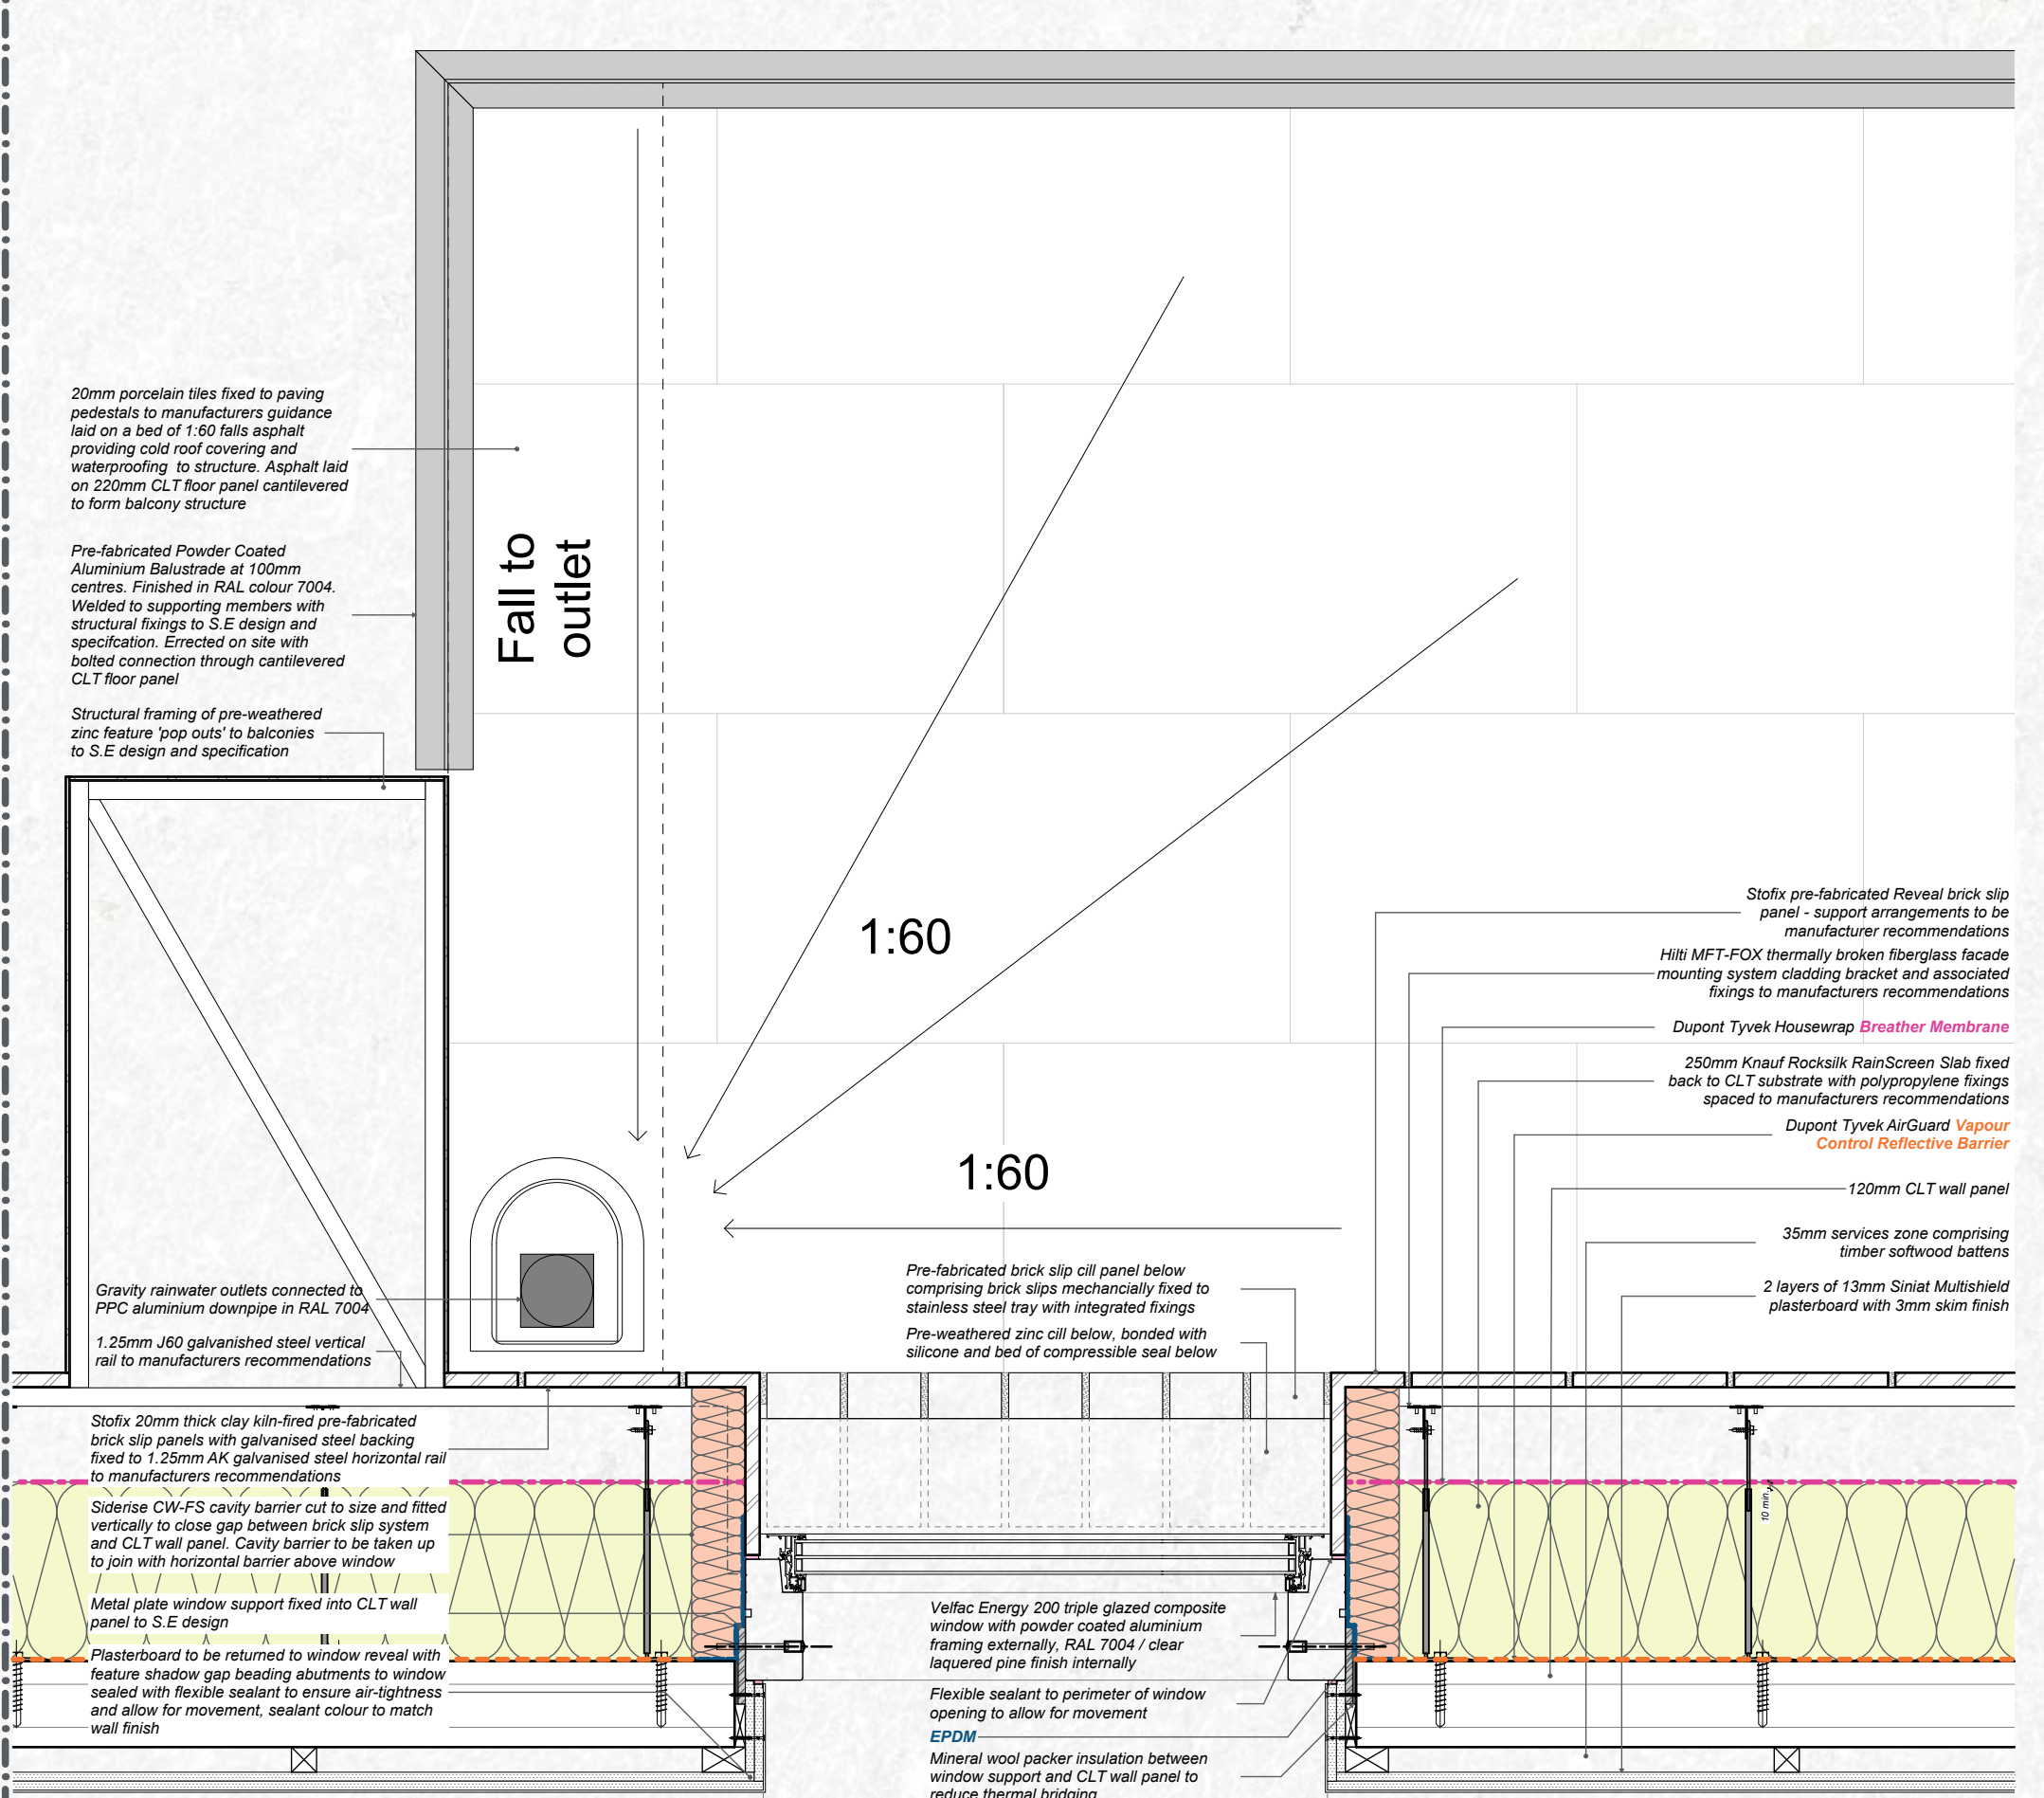 20mm porcelain tiles fixed to paving
pedestals to manufacturers guidance
laid on a bed of 1:60 falls asphalt
providing cold roof covering and
waterproofing to structure. Asphalt laid
on 220mm CLT floor panel cantilevered
to form balcony structure
Pre-fabricated Powder Coated
Aluminium Balustrade at 100mm
centres. Finished in RAL colour 7004.
Welded to supporting members with
structural fixings to S.E design and
specifcation. Errected on site with
bolted connection through cantilevered
CLT floor panel
Structural framing of pre-weathered
zinc feature 'pop outs' to balconies
to S.E design and specification
Fall to
outlet
1:60
1:60
Gravity rainwater outlets connected to
PPC aluminium downpipe in RAL 7004
1.25mm J60 galvanished steel vertical
rail to manufacturers recommendations
Stofix 20mm thick clay kiln-fired pre-fabricated
brick slip panels with galvanised steel backing
fixed to 1.25mm AK galvanised steel horizontal rail
to manufacturers recommendations
Siderise CW-FS cavity barrier cut to size and fitted
vertically to close gap between brick slip system
and CLT wall panel. Cavity barrier to be taken up
to join with horizontal barrier above window
Metal plate window support fixed into CLT wall
panel to S.E design
Plasterboard to be returned to window reveal with
feature shadow gap beading abutments to window
sealed with flexible sealant to ensure air-tightness
and allow for movement, sealant colour to match
wall finish
Pre-fabricated brick slip cill panel below
comprising brick slips mechancially fixed to
stainless steel tray with integrated fixings
Pre-weathered zinc cill below, bonded with
silicone and bed of compressible seal below
Velfac Energy 200 triple glazed composite
window with powder coated aluminium
framing externally, RAL 7004 / clear
laquered pine finish internally
Flexible sealant to perimeter of window
opening to allow for movement
EPDM
Mineral wool packer insulation between
window support and CLT wall panel to
reduce thermal bridging
Stofix pre-fabricated Reveal brick slip
panel - support arrangements to be
manufacturer recommendations
Hilti MFT-FOX thermally broken fiberglass facade
mounting system cladding bracket and associated
fixings to manufacturers recommendations
Dupont Tyvek Housewrap Breather Membrane
250mm Knauf Rocksilk RainScreen Slab fixed
back to CLT substrate with polypropylene fixings
spaced to manufacturers recommendations
Dupont Tyvek AirGuard Vapour
Control Reflective Barrier
120mm CLT wall panel
35mm services zone comprising
timber softwood battens
2 layers of 13mm Siniat Multishield
plasterboard with 3mm skim finish
10 min.